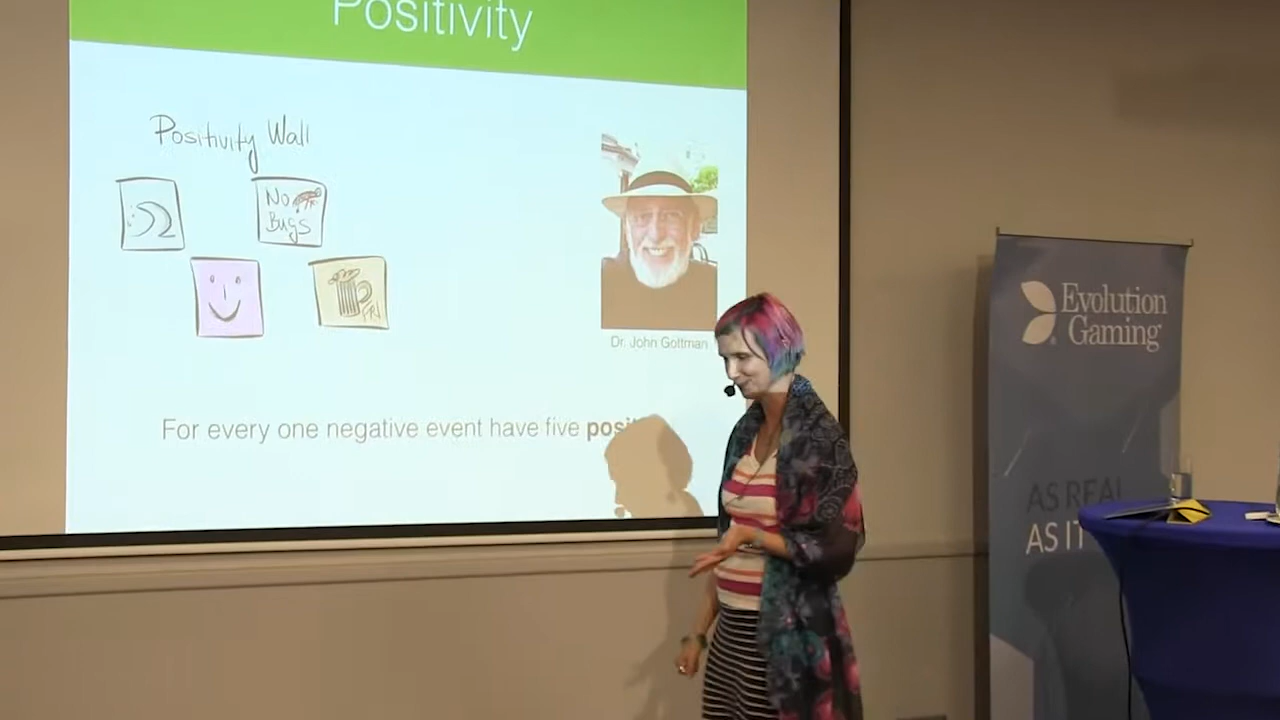 Positivity
Positivity Wall
No
Bugs
FRI
Dr. John Gottman
For every one negative event have five
Evolution
Gaming
AS REAL
AS IT